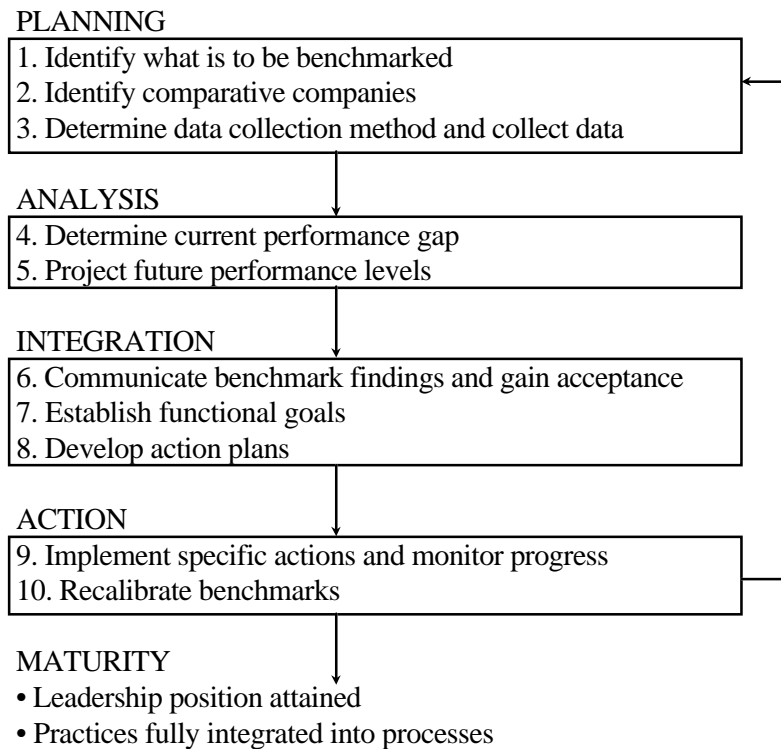 PLANNING
1. Identify what is to be benchmarked
2. Identify comparative companies
3. Determine data collection method and collect data
ANALYSIS
4. Determine current performance gap
5. Project future performance levels
INTEGRATION
6. Communicate benchmark findings and gain acceptance
7. Establish functional goals
8. Develop action plans
ACTION
9. Implement specific actions and monitor progress
10. Recalibrate benchmarks
MATURITY
• Leadership position attained
• Practices fully integrated into processes